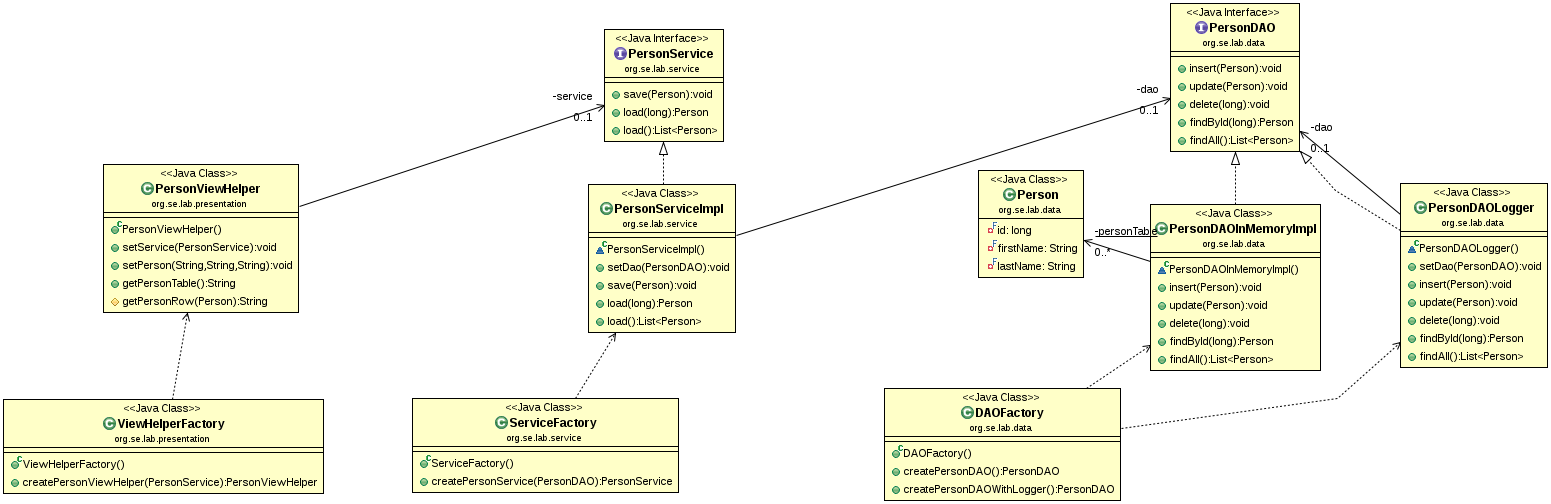 <<Java Interface>>
PersonDAO
org.se.lab.data
insert(Person):void
update(Person):void
delete(long):void
findById(long):Person
findAll():List<Person>
<<Java Interface>>
PersonService
org.se.lab.service
save(Person):void
load(long):Person
load():List<Person>
-service
0..1
-dao
0..1
-dao
0..1
<<Java Class>>
PersonViewHelper
org.se.lab.presentation
PersonViewHelper()
setService(PersonService):void
setPerson(String,String,String):void
getPersonTable():String
getPersonRow(Person):String
<<Java Class>>
PersonServiceImpl
org.se.lab.service
PersonServiceImpl()
setDao(PersonDAO):void
save(Person):void
load(long):Person
load():List<Person>
<<Java Class>>
Person
org.se.lab.data
id: long
firstName: String
lastName: String
-personTable
0..*
<<Java Class>>
PersonDAOInMemoryImpl
org.se.lab.data
PersonDAOInMemoryImpl()
insert(Person):void
update(Person):void
delete(long):void
findById(long):Person
findAll():List<Person>
<<Java Class>>
PersonDAOLogger
org.se.lab.data
PersonDAOLogger()
setDao(PersonDAO):void
insert(Person):void
update(Person):void
delete(long):void
findById(long):Person
findAll():List<Person>
<<Java Class>>
ViewHelperFactory
org.se.lab.presentation
ViewHelperFactory()
createPersonViewHelper(PersonService):PersonViewHelper
<<Java Class>>
ServiceFactory
org.se.lab.service
ServiceFactory()
createPersonService(PersonDAO):PersonService
<<Java Class>>
DAOFactory
org.se.lab.data
DAOFactory()
createPersonDAO():PersonDAO
createPersonDAOWithLogger():PersonDAO